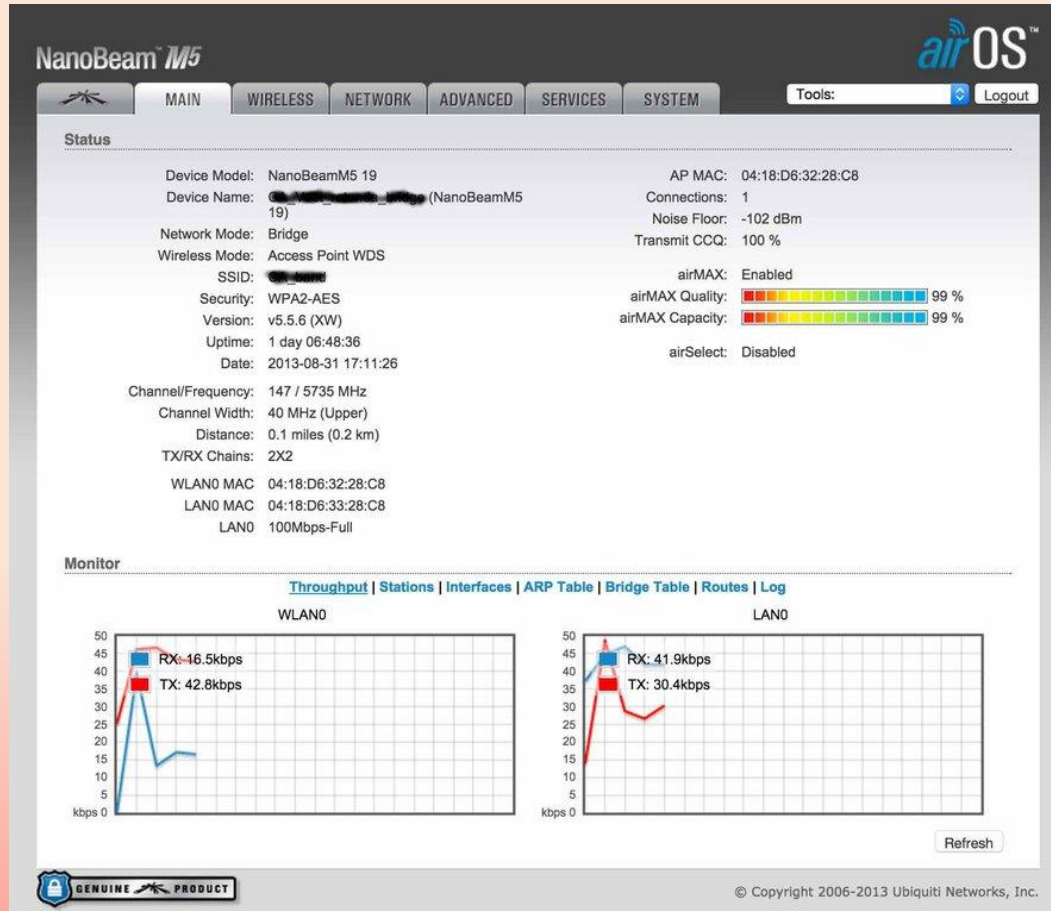 NanoBeam™ M5
airOS™
MAIN WIRELESS NETWORK ADVANCED SERVICES SYSTEM Tools: Logout
Status
Device Model: NanoBeamM5 19
Device Name: (NanoBeamM5
19)
Network Mode: Bridge
Wireless Mode: Access Point WDS
SSID:
Security: WPA2-AES
Version: v5.5.6 (XW)
Uptime: 1 day 06:48:36
Date: 2013-08-31 17:11:26
Channel/Frequency: 147 / 5735 MHz
Channel Width: 40 MHz (Upper)
Distance: 0.1 miles (0.2 km)
TX/RX Chains: 2X2
WLAN0 MAC 04:18:D6:32:28:C8
LAN0 MAC 04:18:D6:33:28:C8
LAN0 100Mbps-Full
AP MAC: 04:18:D6:32:28:C8
Connections: 1
Noise Floor: -102 dBm
Transmit CCQ: 100 %
airMAX: Enabled
airMAX Quality: 99 %
airMAX Capacity: 99 %
airSelect: Disabled
Monitor
Throughput | Stations | Interfaces | ARP Table | Bridge Table | Routes | Log
WLAN0
50
45
40
35
30
25
20
15
10
5
kbps 0
RX: 16.5kbps
TX: 42.8kbps
LAN0
50
45
40
35
30
25
20
15
10
5
kbps 0
RX: 41.9kbps
TX: 30.4kbps
Refresh
GENUINE PRODUCT
© Copyright 2006-2013 Ubiquiti Networks, Inc.